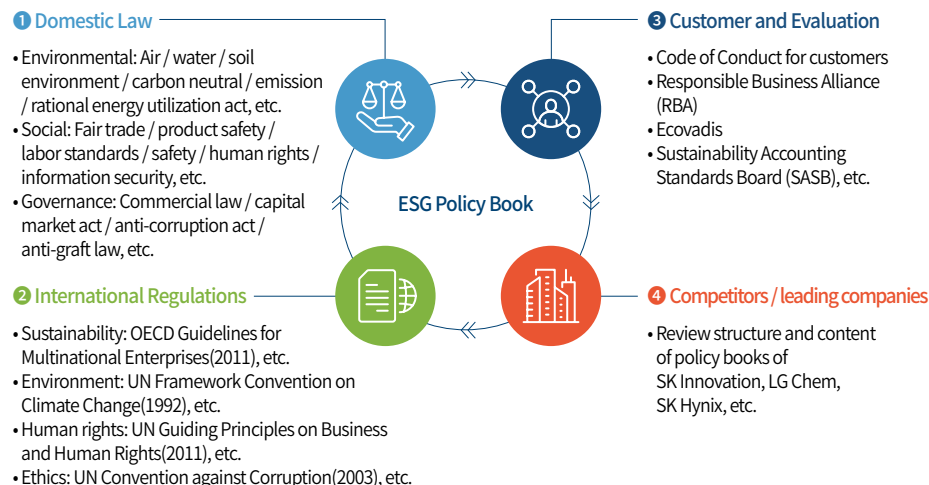 ❶ Domestic Law
• Environmental: Air / water / soil
environment / carbon neutral / emission
/ rational energy utilization act, etc.
• Social: Fair trade / product safety /
labor standards / safety / human rights /
information security, etc.
• Governance: Commercial law / capital
market act / anti-corruption act /
anti-graft law, etc.
❷ International Regulations
• Sustainability: OECD Guidelines for
Multinational Enterprises(2011), etc.
• Environment: UN Framework Convention on
Climate Change(1992), etc.
• Human rights: UN Guiding Principles on Business
and Human Rights(2011), etc.
• Ethics: UN Convention against Corruption(2003), etc.
ESG Policy Book
❸ Customer and Evaluation
• Code of Conduct for customers
• Responsible Business Alliance
(RBA)
• Ecovadis
• Sustainability Accounting
Standards Board (SASB), etc.
❹ Competitors / leading companies
• Review structure and content
of policy books of
SK Innovation, LG Chem,
SK Hynix, etc.